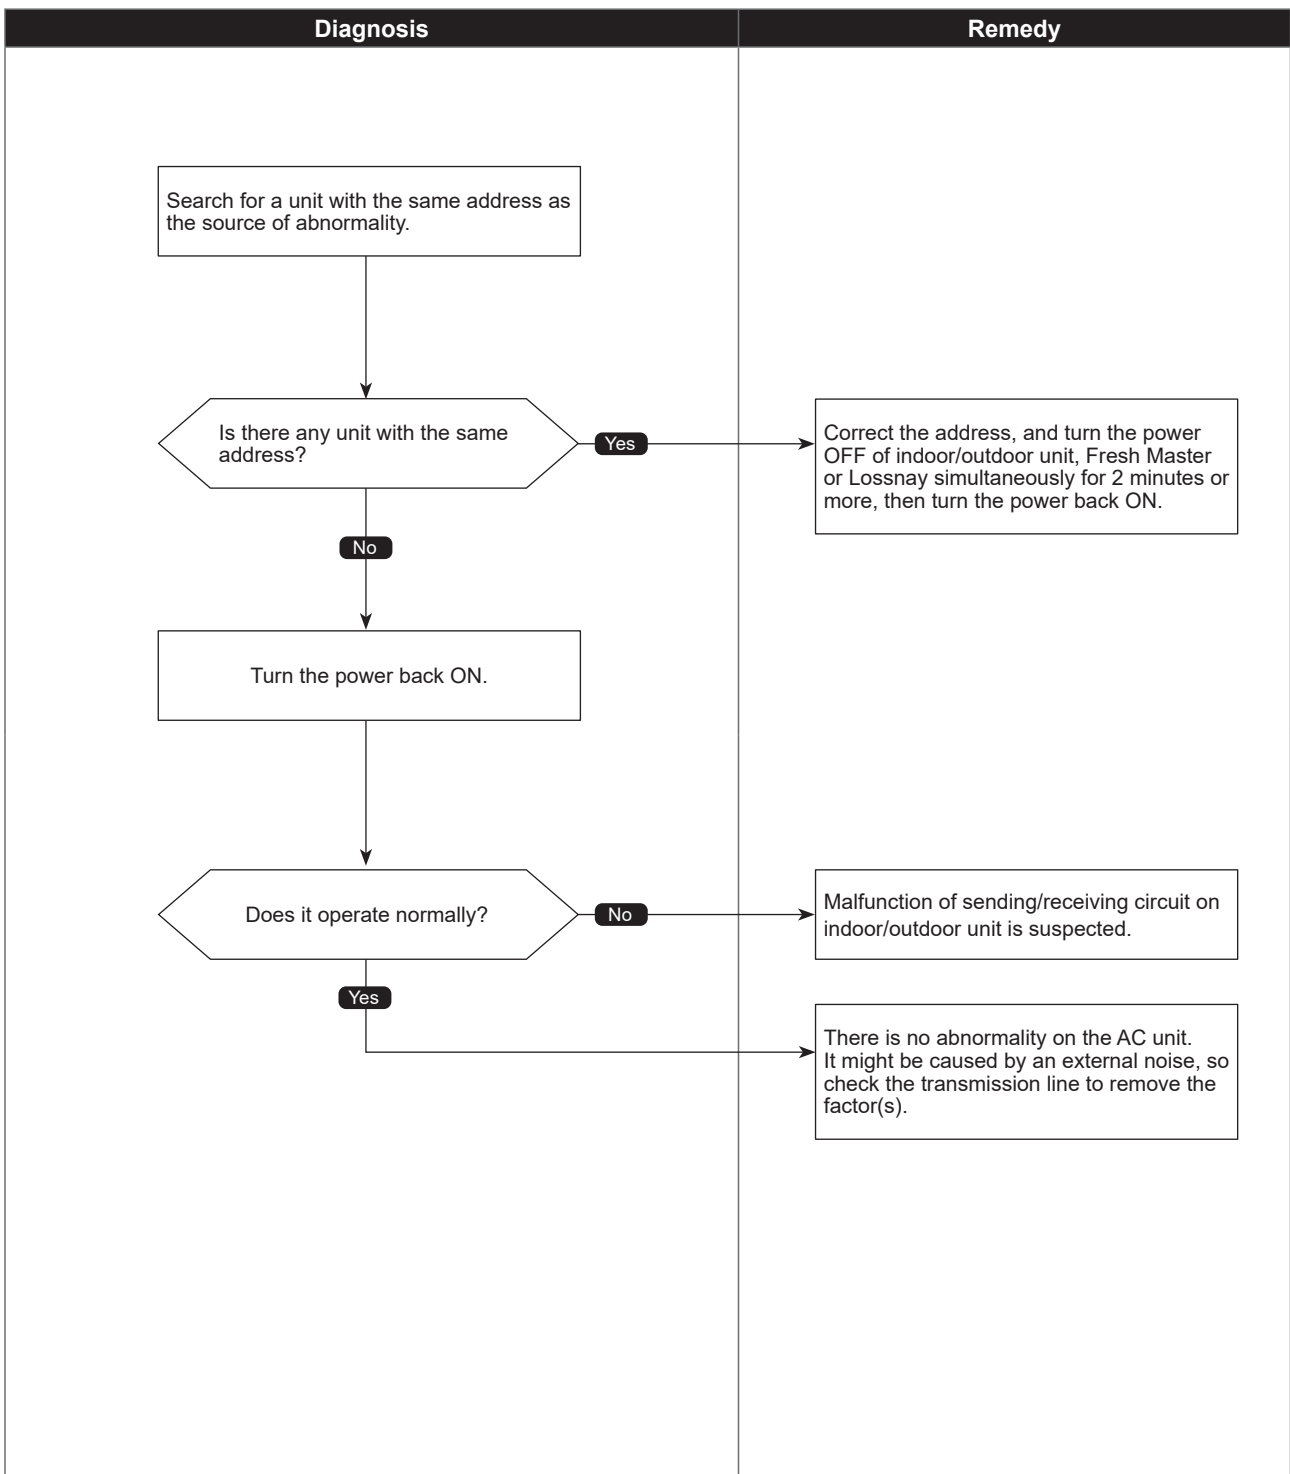 Diagnosis
Remedy
Search for a unit with the same address as
the source of abnormality.
Is there any unit with the same
address?
Yes
Correct the address, and turn the power
OFF of indoor/outdoor unit, Fresh Master
or Lossnay simultaneously for 2 minutes or
more, then turn the power back ON.
No
Turn the power back ON.
Does it operate normally?
No
Malfunction of sending/receiving circuit on
indoor/outdoor unit is suspected.
Yes
There is no abnormality on the AC unit.
It might be caused by an external noise, so
check the transmission line to remove the
factor(s).